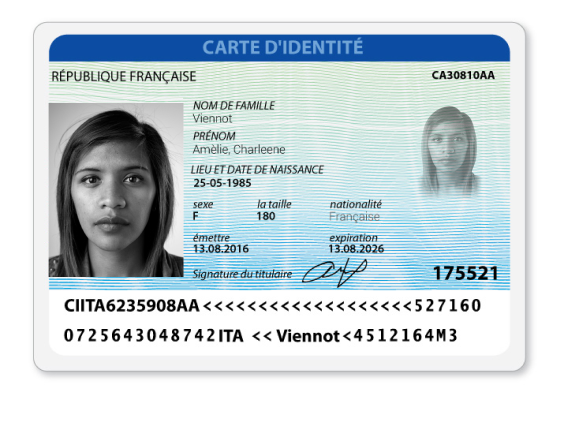 CARTE D'IDENTITÉ
RÉPUBLIQUE FRANÇAISE CA30810AA
NOM DE FAMILLE
Viennot
PRÉNOM
Amèlie, Charleene
LIEU ET DATE DE NAISSANCE
25-05-1985
sexe la taille nationalité
F 180 Française
émettre expiration
13.08.2016 13.08.2026
Signature du titulaire 175521
CIITA6235908AA<<<<<<<<<<<<<<<<<<<527160
0725643048742ITA << Viennot<4512164M3